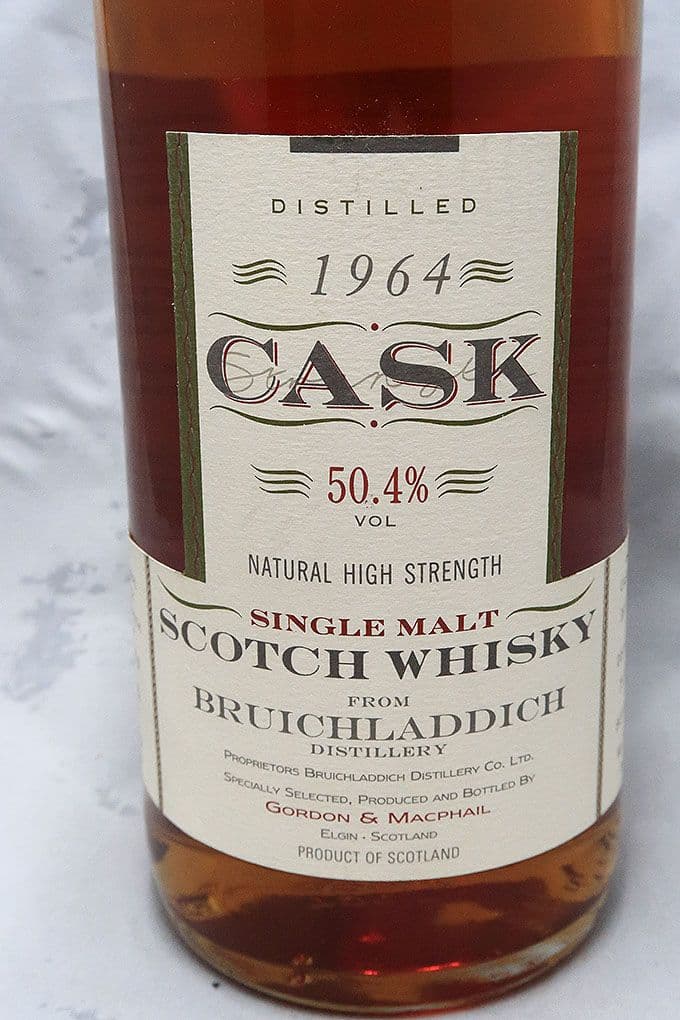 DISTILLED
1964
CASK
50.4%
VOL
NATURAL HIGH STRENGTH
SINGLE MALT
SCOTCH WHISKY
FROM
BRUICHLADDICH
DISTILLERY
PROPRIETORS BRUICHLADDICH DISTILLERY CO. LTD.
SPECIALLY SELECTED, PRODUCED AND BOTTLED BY
GORDON & MACPHAIL
ELGIN · SCOTLAND
PRODUCT OF SCOTLAND